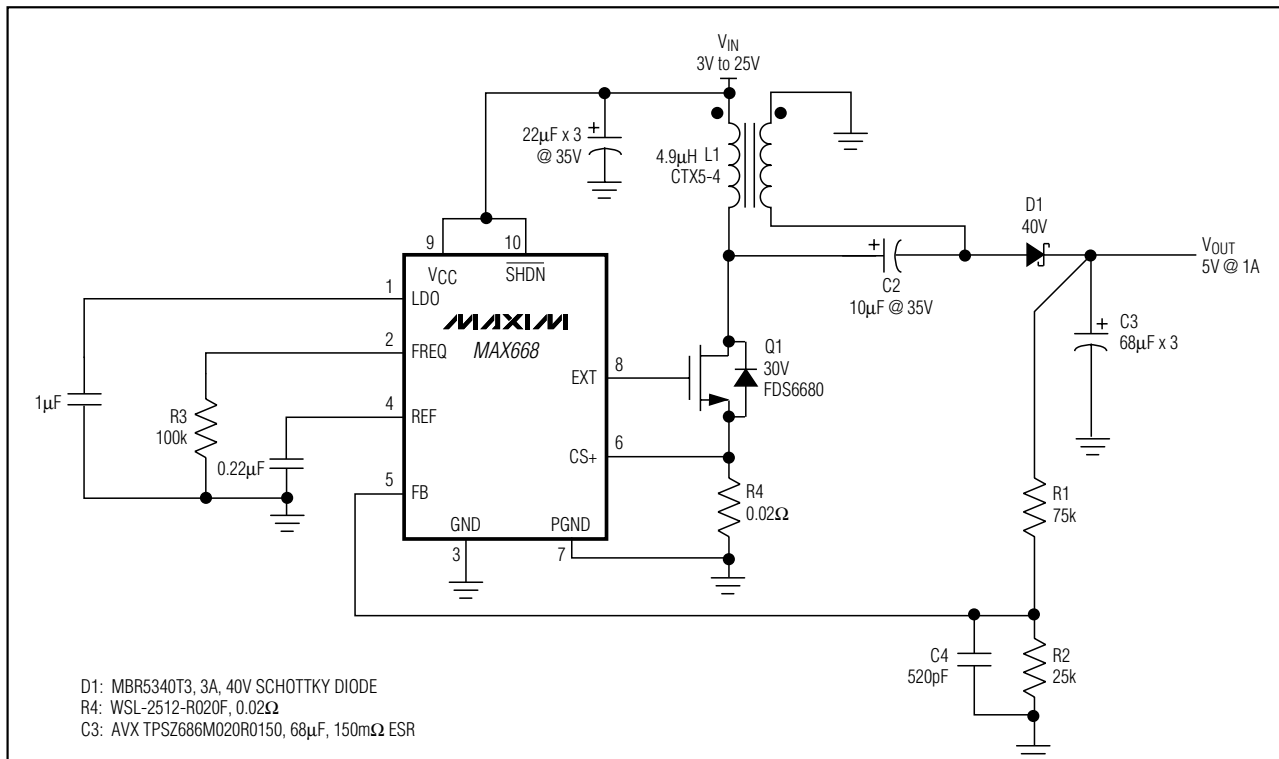 VIN
3V to 25V
22µF x 3
@ 35V
4.9µH L1
CTX5-4
D1
40V
VOUT
5V @ 1A
C2
10µF @ 35V
C3
68µF x 3
9
10
VCC
SHDN
1
LDO
MAXIM
MAX668
2
FREQ
EXT
8
Q1
30V
FDS6680
1µF
R3
100k
4
REF
0.22µF
CS+
6
5
FB
R4
0.02Ω
R1
75k
GND
PGND
3
7
C4
520pF
R2
25k
D1: MBR5340T3, 3A, 40V SCHOTTKY DIODE
R4: WSL-2512-R020F, 0.02Ω
C3: AVX TPSZ686M020R0150, 68µF, 150mΩ ESR